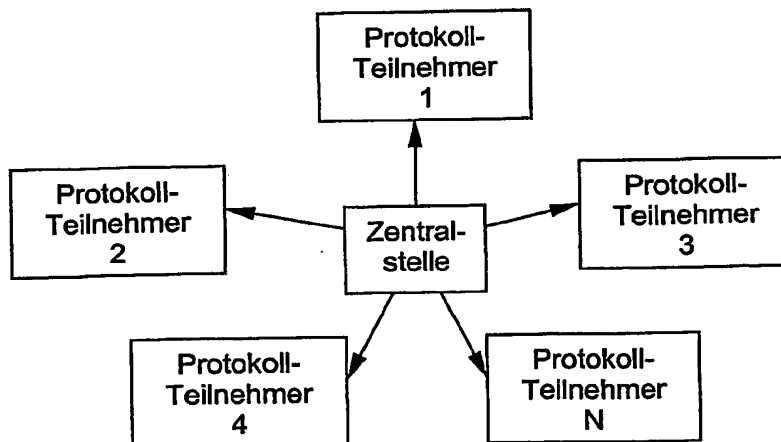 Protokoll-
Teilnehmer
1
Protokoll-
Teilnehmer
2
Zentral-
stelle
Protokoll-
Teilnehmer
3
Protokoll-
Teilnehmer
4
Protokoll-
Teilnehmer
N